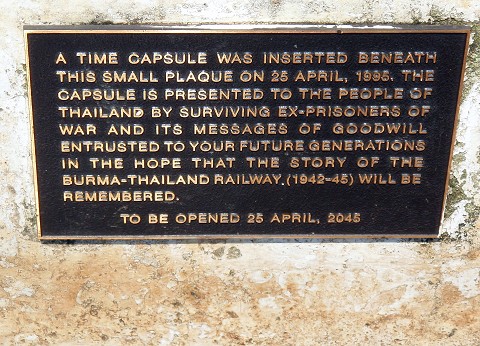 A TIME CAPSULE WAS INSERTED BENEATH
THIS SMALL PLAQUE ON 25 APRIL, 1995. THE
CAPSULE IS PRESENTED TO THE PEOPLE OF
THAILAND BY SURVIVING EX-PRISONERS OF
WAR AND ITS MESSAGES OF GOODWILL
ENTRUSTED TO YOUR FUTURE GENERATIONS
IN THE HOPE THAT THE STORY OF THE
BURMA-THAILAND RAILWAY,(1942-45) WILL BE
REMEMBERED.
TO BE OPENED 25 APRIL, 2045